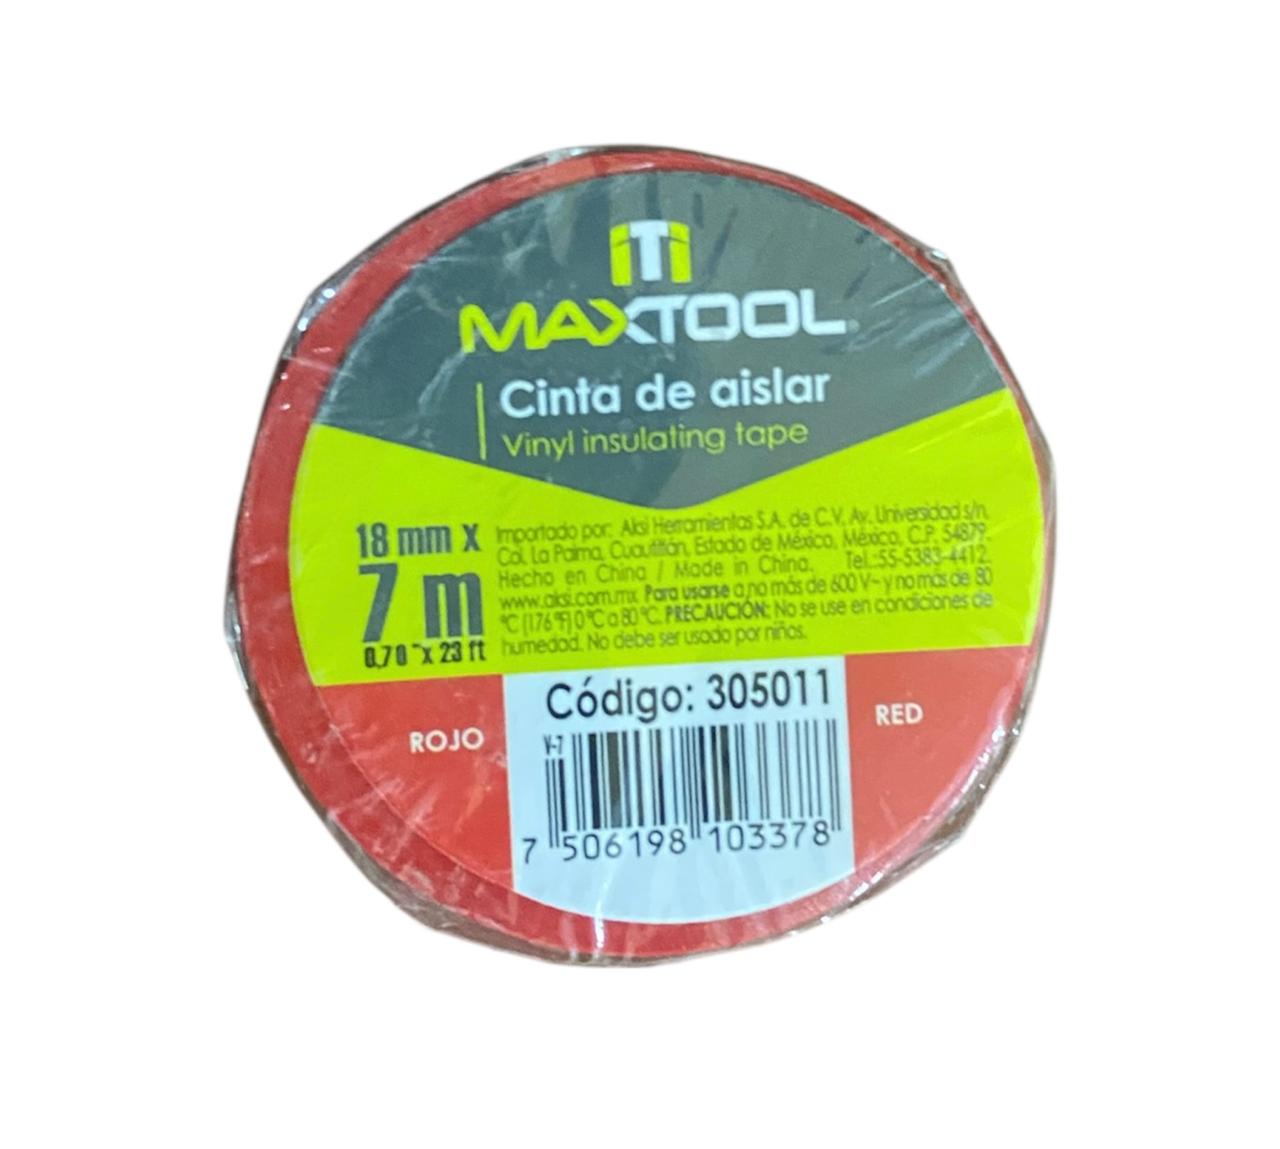 MAXTOOL
Cinta de aislar
Vinyl insulating tape
18 mm X
7 m
0,70" x 23 ft
Importado por: Aksi Herramientas S.A. de C.V. Av. Universidad s/n,
Col. La Palma, Cuautitlán, Estado de México, México, C.P. 54879.
Hecho en China / Made in China. Tel.:55-5383-4412.
www.aksi.com.mx Para usarse a no más de 600 V~ y no más de 80
°C (176 °F) 0 °C a 80 °C. PRECAUCIÓN: No se use en condiciones de
humedad. No debe ser usado por niños.
Código: 305011
ROJO
RED
V-7
7 506198 103378